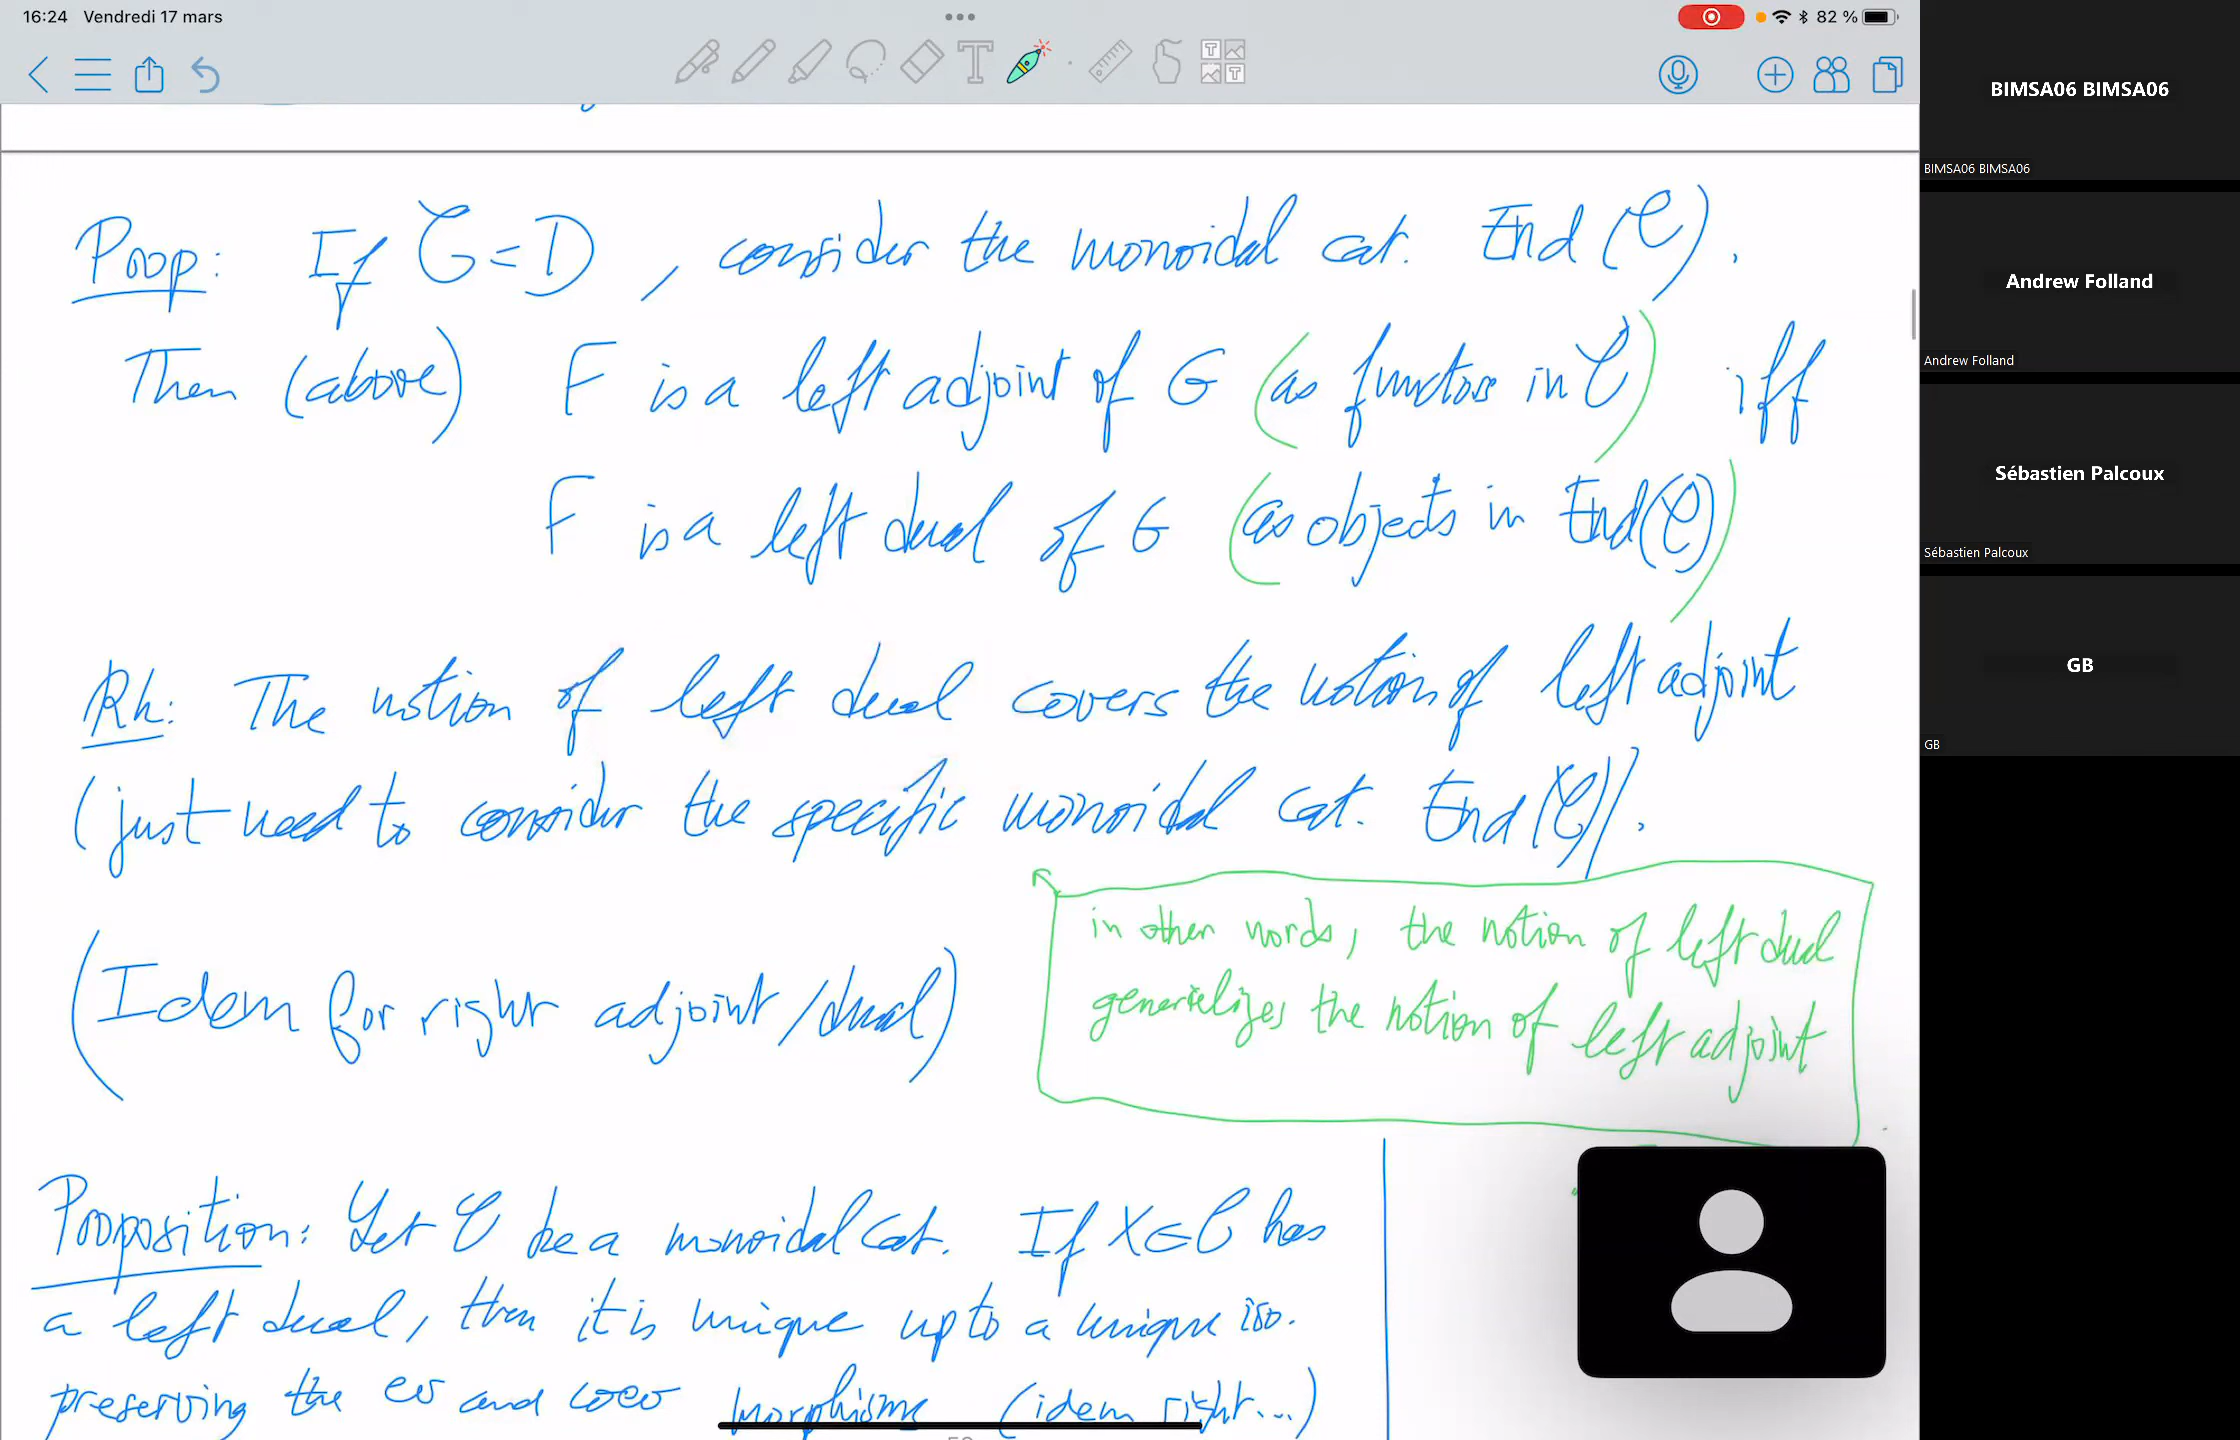 16:24 Vendredi 17 mars
82 %
Prop: If C = D, consider the monoidal cat. End(C).
Then (above) F is a left adjoint of G (as functors in C) iff
F is a left dual of G (as objects in End(C))
Rk: The notion of left dual covers the notion of left adjoint
(just need to consider the specific monoidal cat. End(C)).
in other words, the notion of left dual
generalizes the notion of left adjoint
(Idem for right adjoint/dual)
Proposition: Let C be a monoidal cat. If X ∈ C has
a left dual, then it is unique up to a unique iso.
preserving the ev and coev morphisms (idem right...)
BIMSA06 BIMSA06
BIMSA06 BIMSA06
Andrew Folland
Andrew Folland
Sébastien Palcoux
Sébastien Palcoux
GB
GB